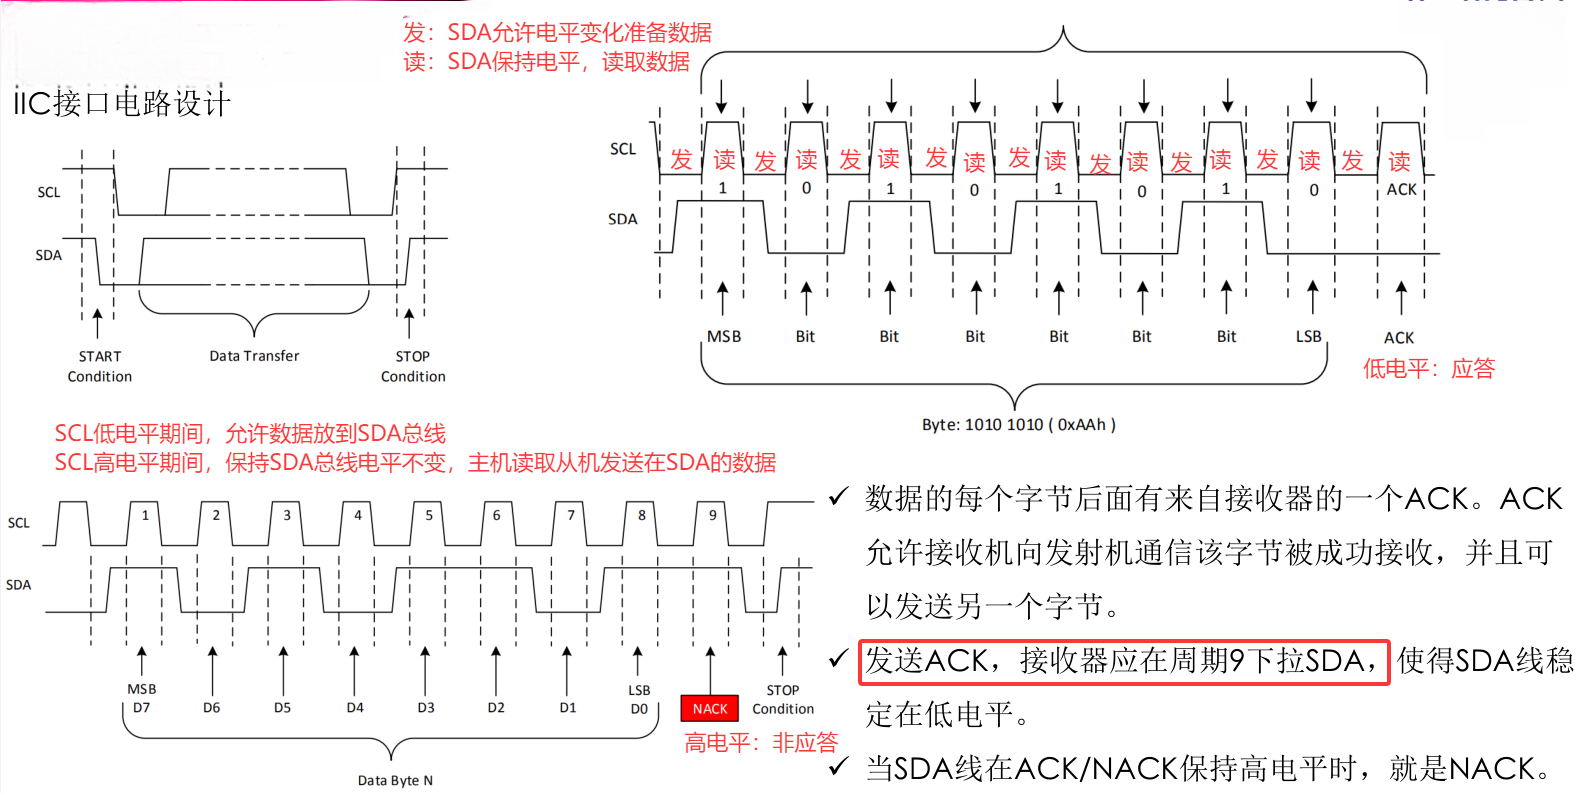 发：SDA允许电平变化准备数据
读：SDA保持电平，读取数据
IIC接口电路设计
SCL
SDA
START
Condition
Data Transfer
STOP
Condition
SCL
发 读 发 读 发 读 发 读 发 读 发 读 发 读 发 读 发 读
1 0 1 0 1 0 1 0 ACK
SDA
MSB Bit Bit Bit Bit Bit Bit LSB ACK
低电平：应答
Byte: 1010 1010 ( 0xAAh )
SCL低电平期间，允许数据放到SDA总线
SCL高电平期间，保持SDA总线电平不变，主机读取从机发送在SDA的数据
SCL
1 2 3 4 5 6 7 8 9
SDA
MSB LSB STOP
D7 D6 D5 D4 D3 D2 D1 D0 NACK Condition
高电平：非应答
Data Byte N
✓ 数据的每个字节后面有来自接收器的一个ACK。ACK
允许接收机向发射机通信该字节被成功接收，并且可
以发送另一个字节。
✓ 发送ACK，接收器应在周期9下拉SDA，使得SDA线稳
定在低电平。
✓ 当SDA线在ACK/NACK保持高电平时，就是NACK。